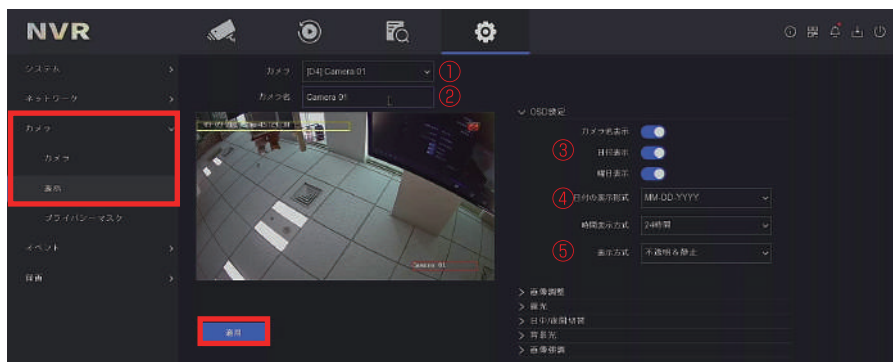 NVR
システム
ネットワーク
カメラ
カメラ
表示
プライバシーマスク
イベント
録画
カメラ [D4] Camera 01 ①
カメラ名 Camera 01 ②
Camera 01
適用
OSD設定
カメラ名表示
③ 日付表示
曜日表示
④ 日付の表示形式 MM-DD-YYYY
時間表示方式 24時間
⑤ 表示方式 不透明&静止
画像調整
露光
日中/夜間切替
背景光
画像強調